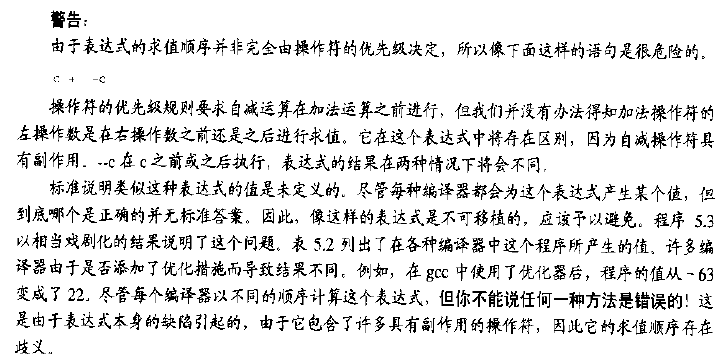 警告：
由于表达式的求值顺序并非完全由操作符的优先级决定，所以像下面这样的语句是很危险的。
c + --c
操作符的优先级规则要求自减运算在加法运算之前进行，但我们并没有办法得知加法操作符的
左操作数是在右操作数之前还是之后进行求值。它在这个表达式中将存在区别，因为自减操作符具
有副作用。--c 在 c 之前或之后执行，表达式的结果在两种情况下将会不同。
标准说明类似这种表达式的值是未定义的。尽管每种编译器都会为这个表达式产生某个值，但
到底哪个是正确的并无标准答案。因此，像这样的表达式是不可移植的，应该予以避免。程序 5.3
以相当戏剧化的结果说明了这个问题。表 5.2 列出了在各种编译器中这个程序所产生的值。许多编
译器由于是否添加了优化措施而导致结果不同。例如，在 gcc 中使用了优化器后，程序的值从 -63
变成了 22。尽管每个编译器以不同的顺序计算这个表达式，但你不能说任何一种方法是错误的！这
是由于表达式本身的缺陷引起的，由于它包含了许多具有副作用的操作符，因此它的求值顺序存在
歧义。